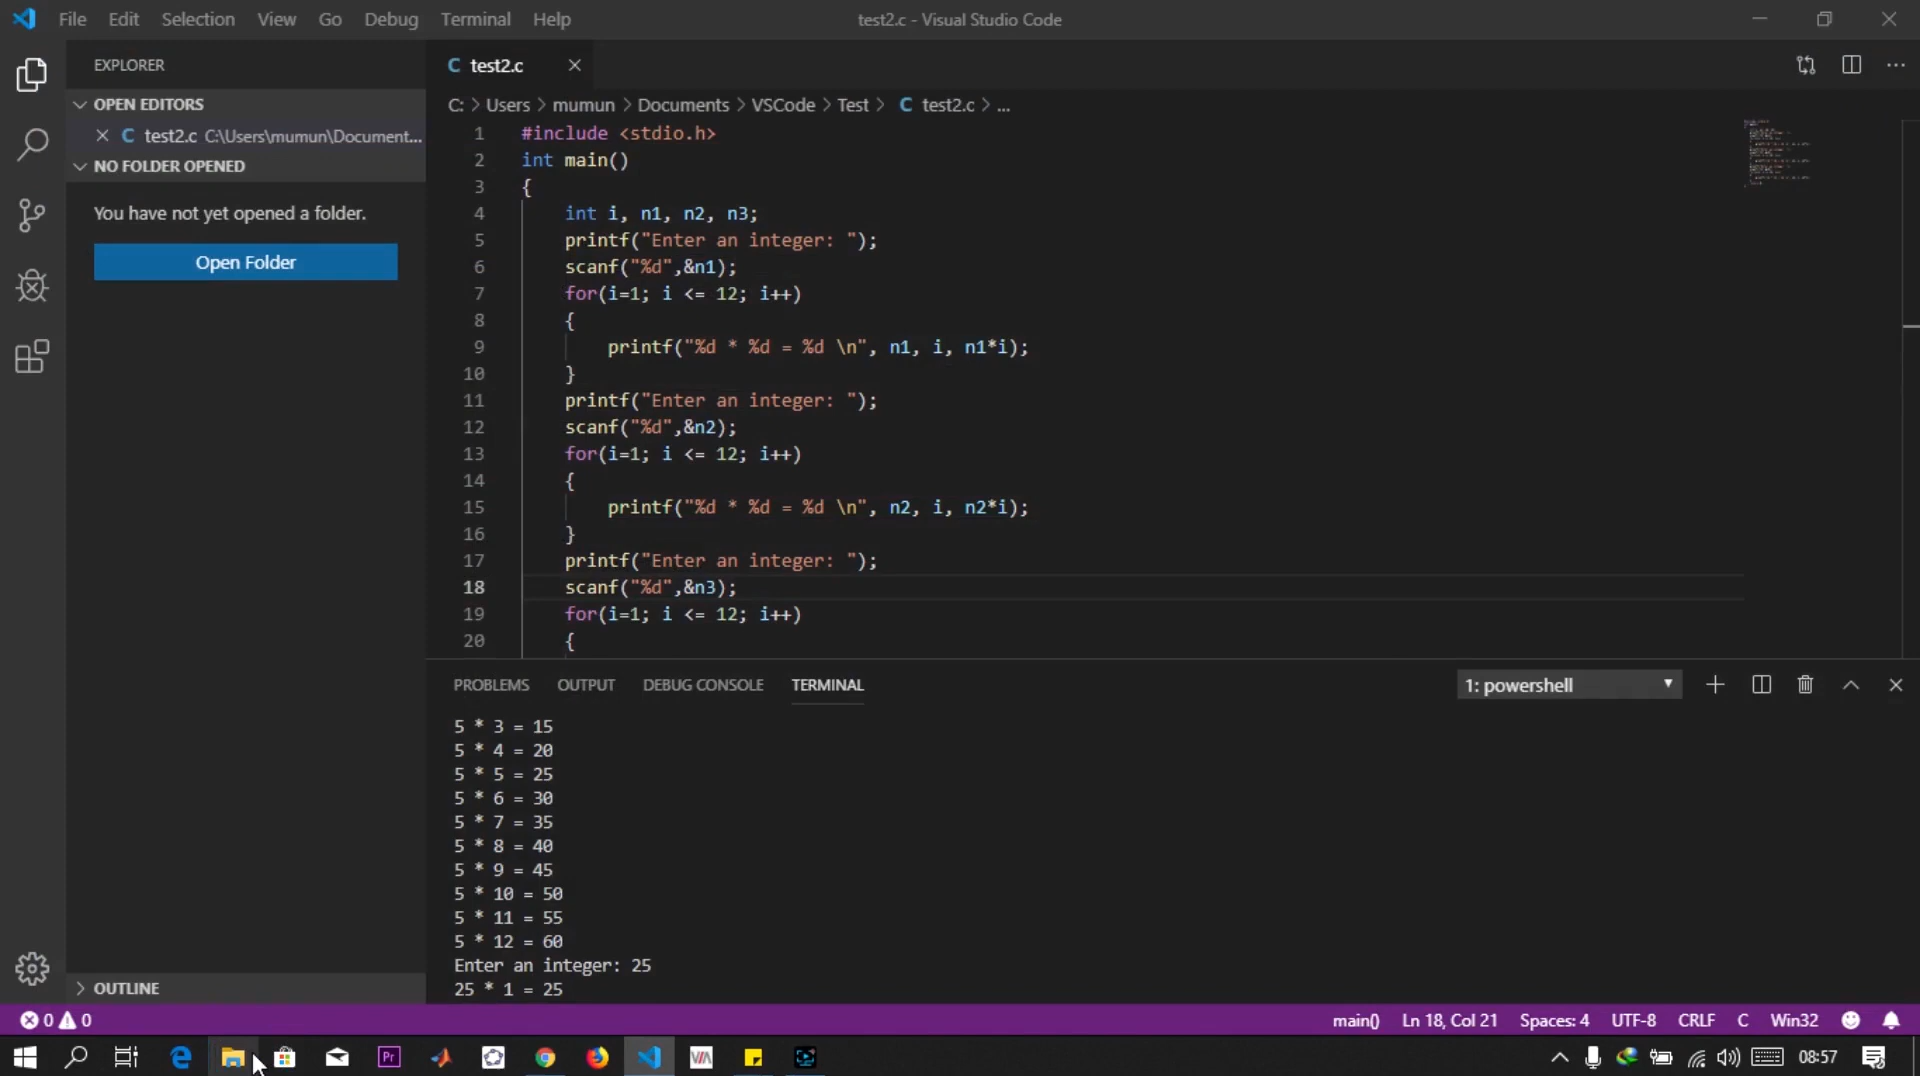 File Edit Selection View Go Debug Terminal Help
test2.c - Visual Studio Code
EXPLORER
OPEN EDITORS
test2.c C:\Users\mumun\Document...
NO FOLDER OPENED
You have not yet opened a folder.
Open Folder
OUTLINE
C test2.c
C: > Users > mumun > Documents > VSCode > Test > C test2.c > ...
1 #include <stdio.h>
2 int main()
3 {
4 int i, n1, n2, n3;
5 printf("Enter an integer: ");
6 scanf("%d",&n1);
7 for(i=1; i <= 12; i++)
8 {
9 printf("%d * %d = %d \n", n1, i, n1*i);
10 }
11 printf("Enter an integer: ");
12 scanf("%d",&n2);
13 for(i=1; i <= 12; i++)
14 {
15 printf("%d * %d = %d \n", n2, i, n2*i);
16 }
17 printf("Enter an integer: ");
18 scanf("%d",&n3);
19 for(i=1; i <= 12; i++)
20 {
PROBLEMS OUTPUT DEBUG CONSOLE TERMINAL
1: powershell
5 * 3 = 15
5 * 4 = 20
5 * 5 = 25
5 * 6 = 30
5 * 7 = 35
5 * 8 = 40
5 * 9 = 45
5 * 10 = 50
5 * 11 = 55
5 * 12 = 60
Enter an integer: 25
25 * 1 = 25
0 0
main() Ln 18, Col 21 Spaces: 4 UTF-8 CRLF C Win32
Pr
VIA
08:57